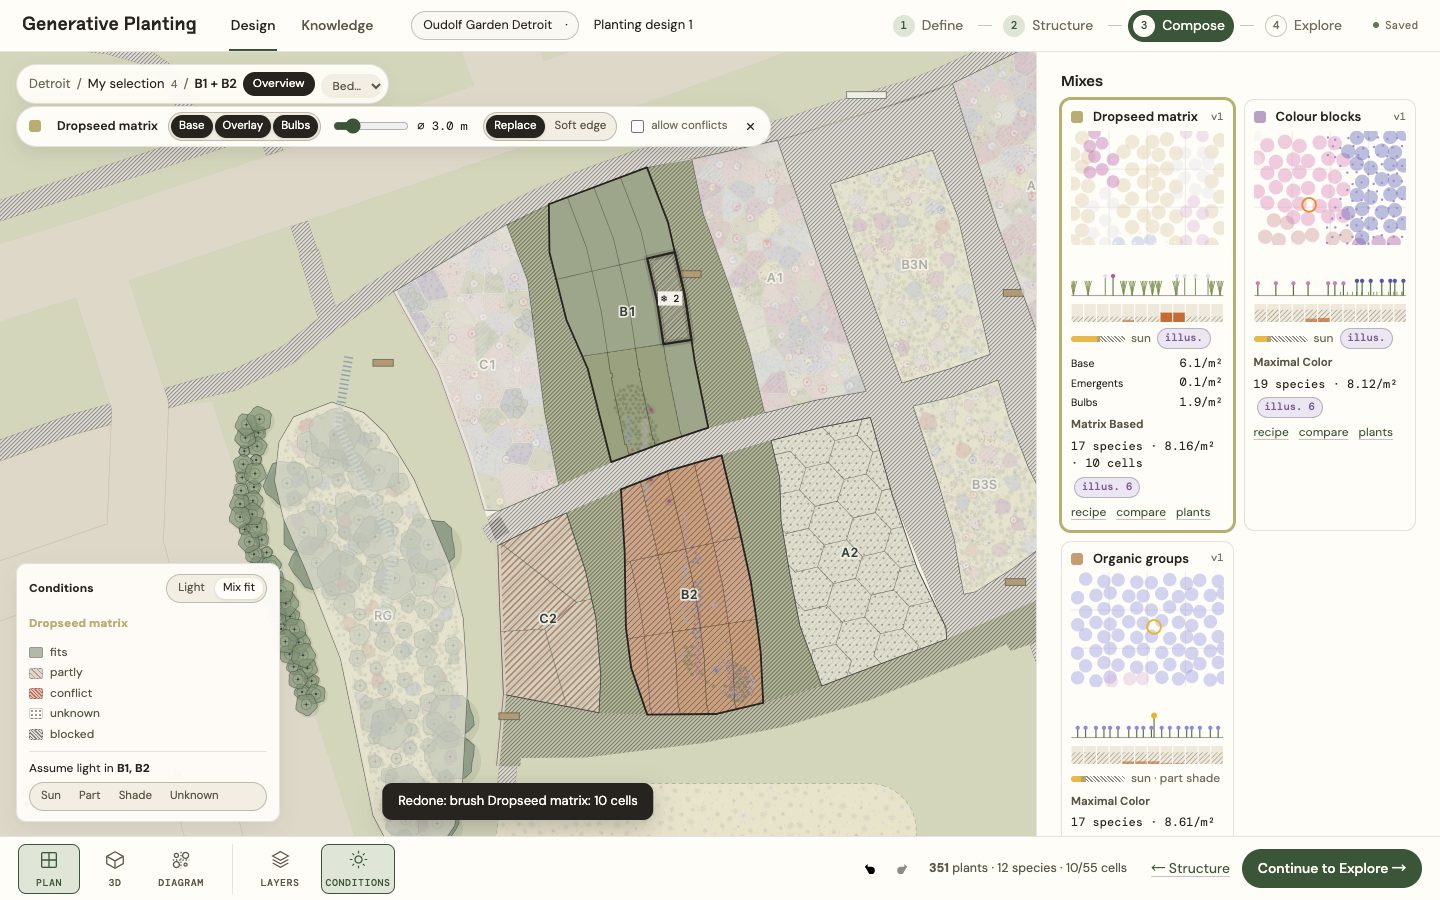 Generative Planting
Design
Knowledge
Oudolf Garden Detroit ·
Planting design 1
1 Define
2 Structure
3 Compose
4 Explore
Saved
Detroit / My selection 4 / B1 + B2
Overview
Bed...
Dropseed matrix
Base
Overlay
Bulbs
⌀ 3.0 m
Replace
Soft edge
allow conflicts
×
A1
B3N
B1
❄ 2
C1
B3S
A2
B2
C2
RG
A
Conditions
Light
Mix fit
Dropseed matrix
fits
partly
conflict
unknown
blocked
Assume light in B1, B2
Sun
Part
Shade
Unknown
Redone: brush Dropseed matrix: 10 cells
Mixes
Dropseed matrix v1
sun
illus.
Base 6.1/m²
Emergents 0.1/m²
Bulbs 1.9/m²
Matrix Based
17 species · 8.16/m²
· 10 cells
illus. 6
recipe compare plants
Colour blocks v1
sun
illus.
Maximal Color
19 species · 8.12/m²
illus. 6
recipe compare plants
Organic groups v1
sun · part shade
Maximal Color
17 species · 8.61/m²
PLAN
3D
DIAGRAM
LAYERS
CONDITIONS
351 plants · 12 species · 10/55 cells
← Structure
Continue to Explore →